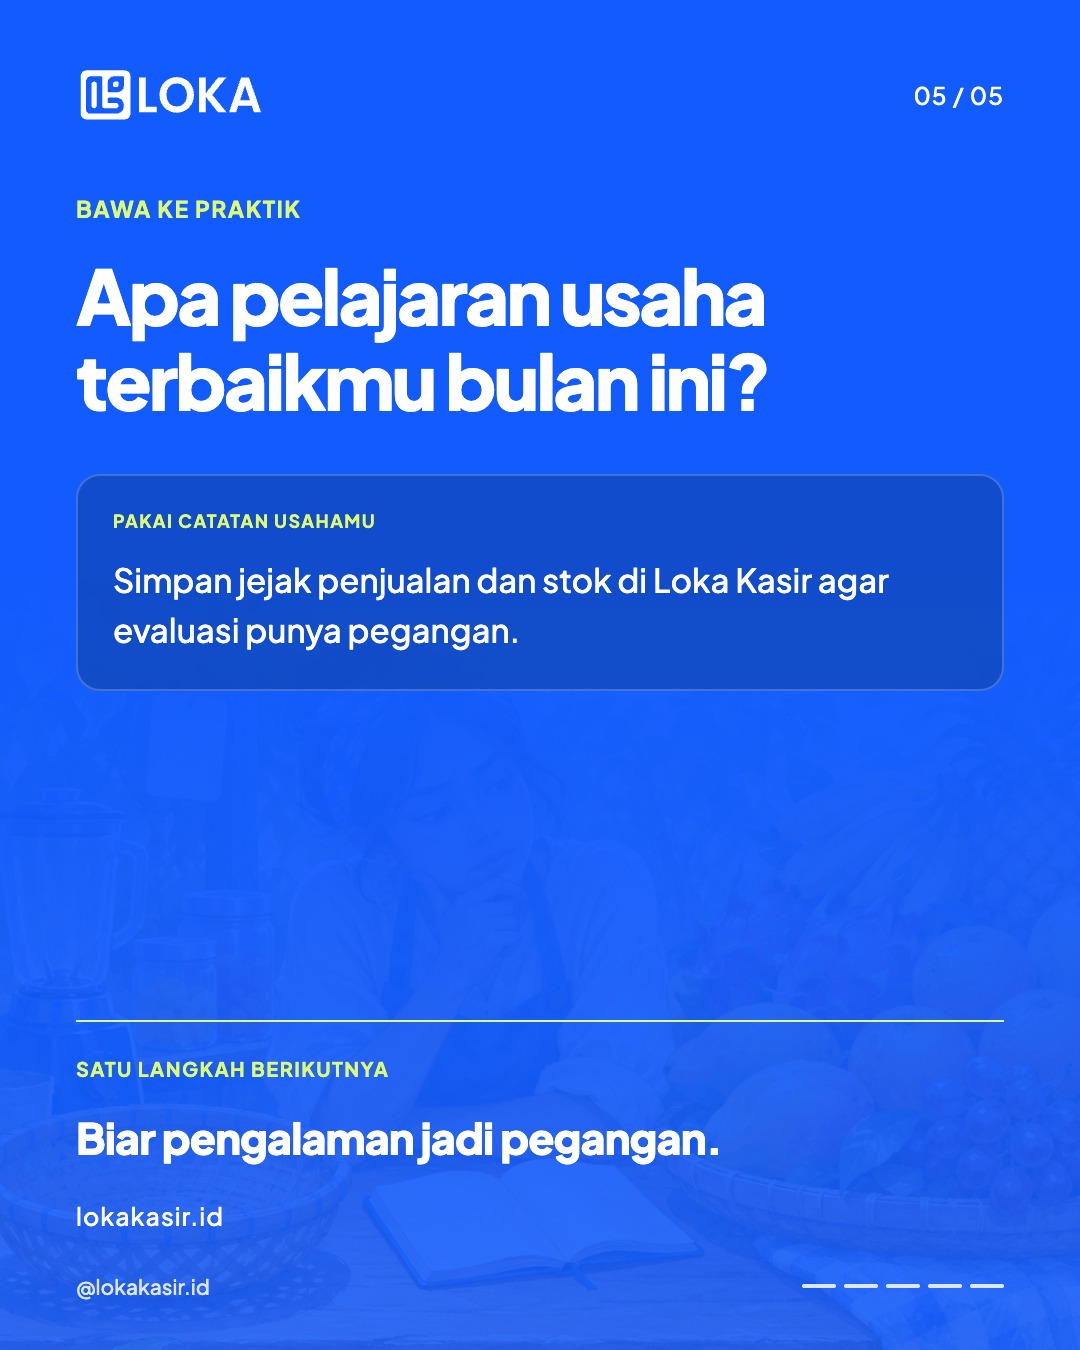 LOKA
05 / 05
BAWA KE PRAKTIK
Apa pelajaran usaha
terbaikmu bulan ini?
PAKAI CATATAN USAHAMU
Simpan jejak penjualan dan stok di Loka Kasir agar
evaluasi punya pegangan.
SATU LANGKAH BERIKUTNYA
Biar pengalaman jadi pegangan.
lokakasir.id
@lokakasir.id